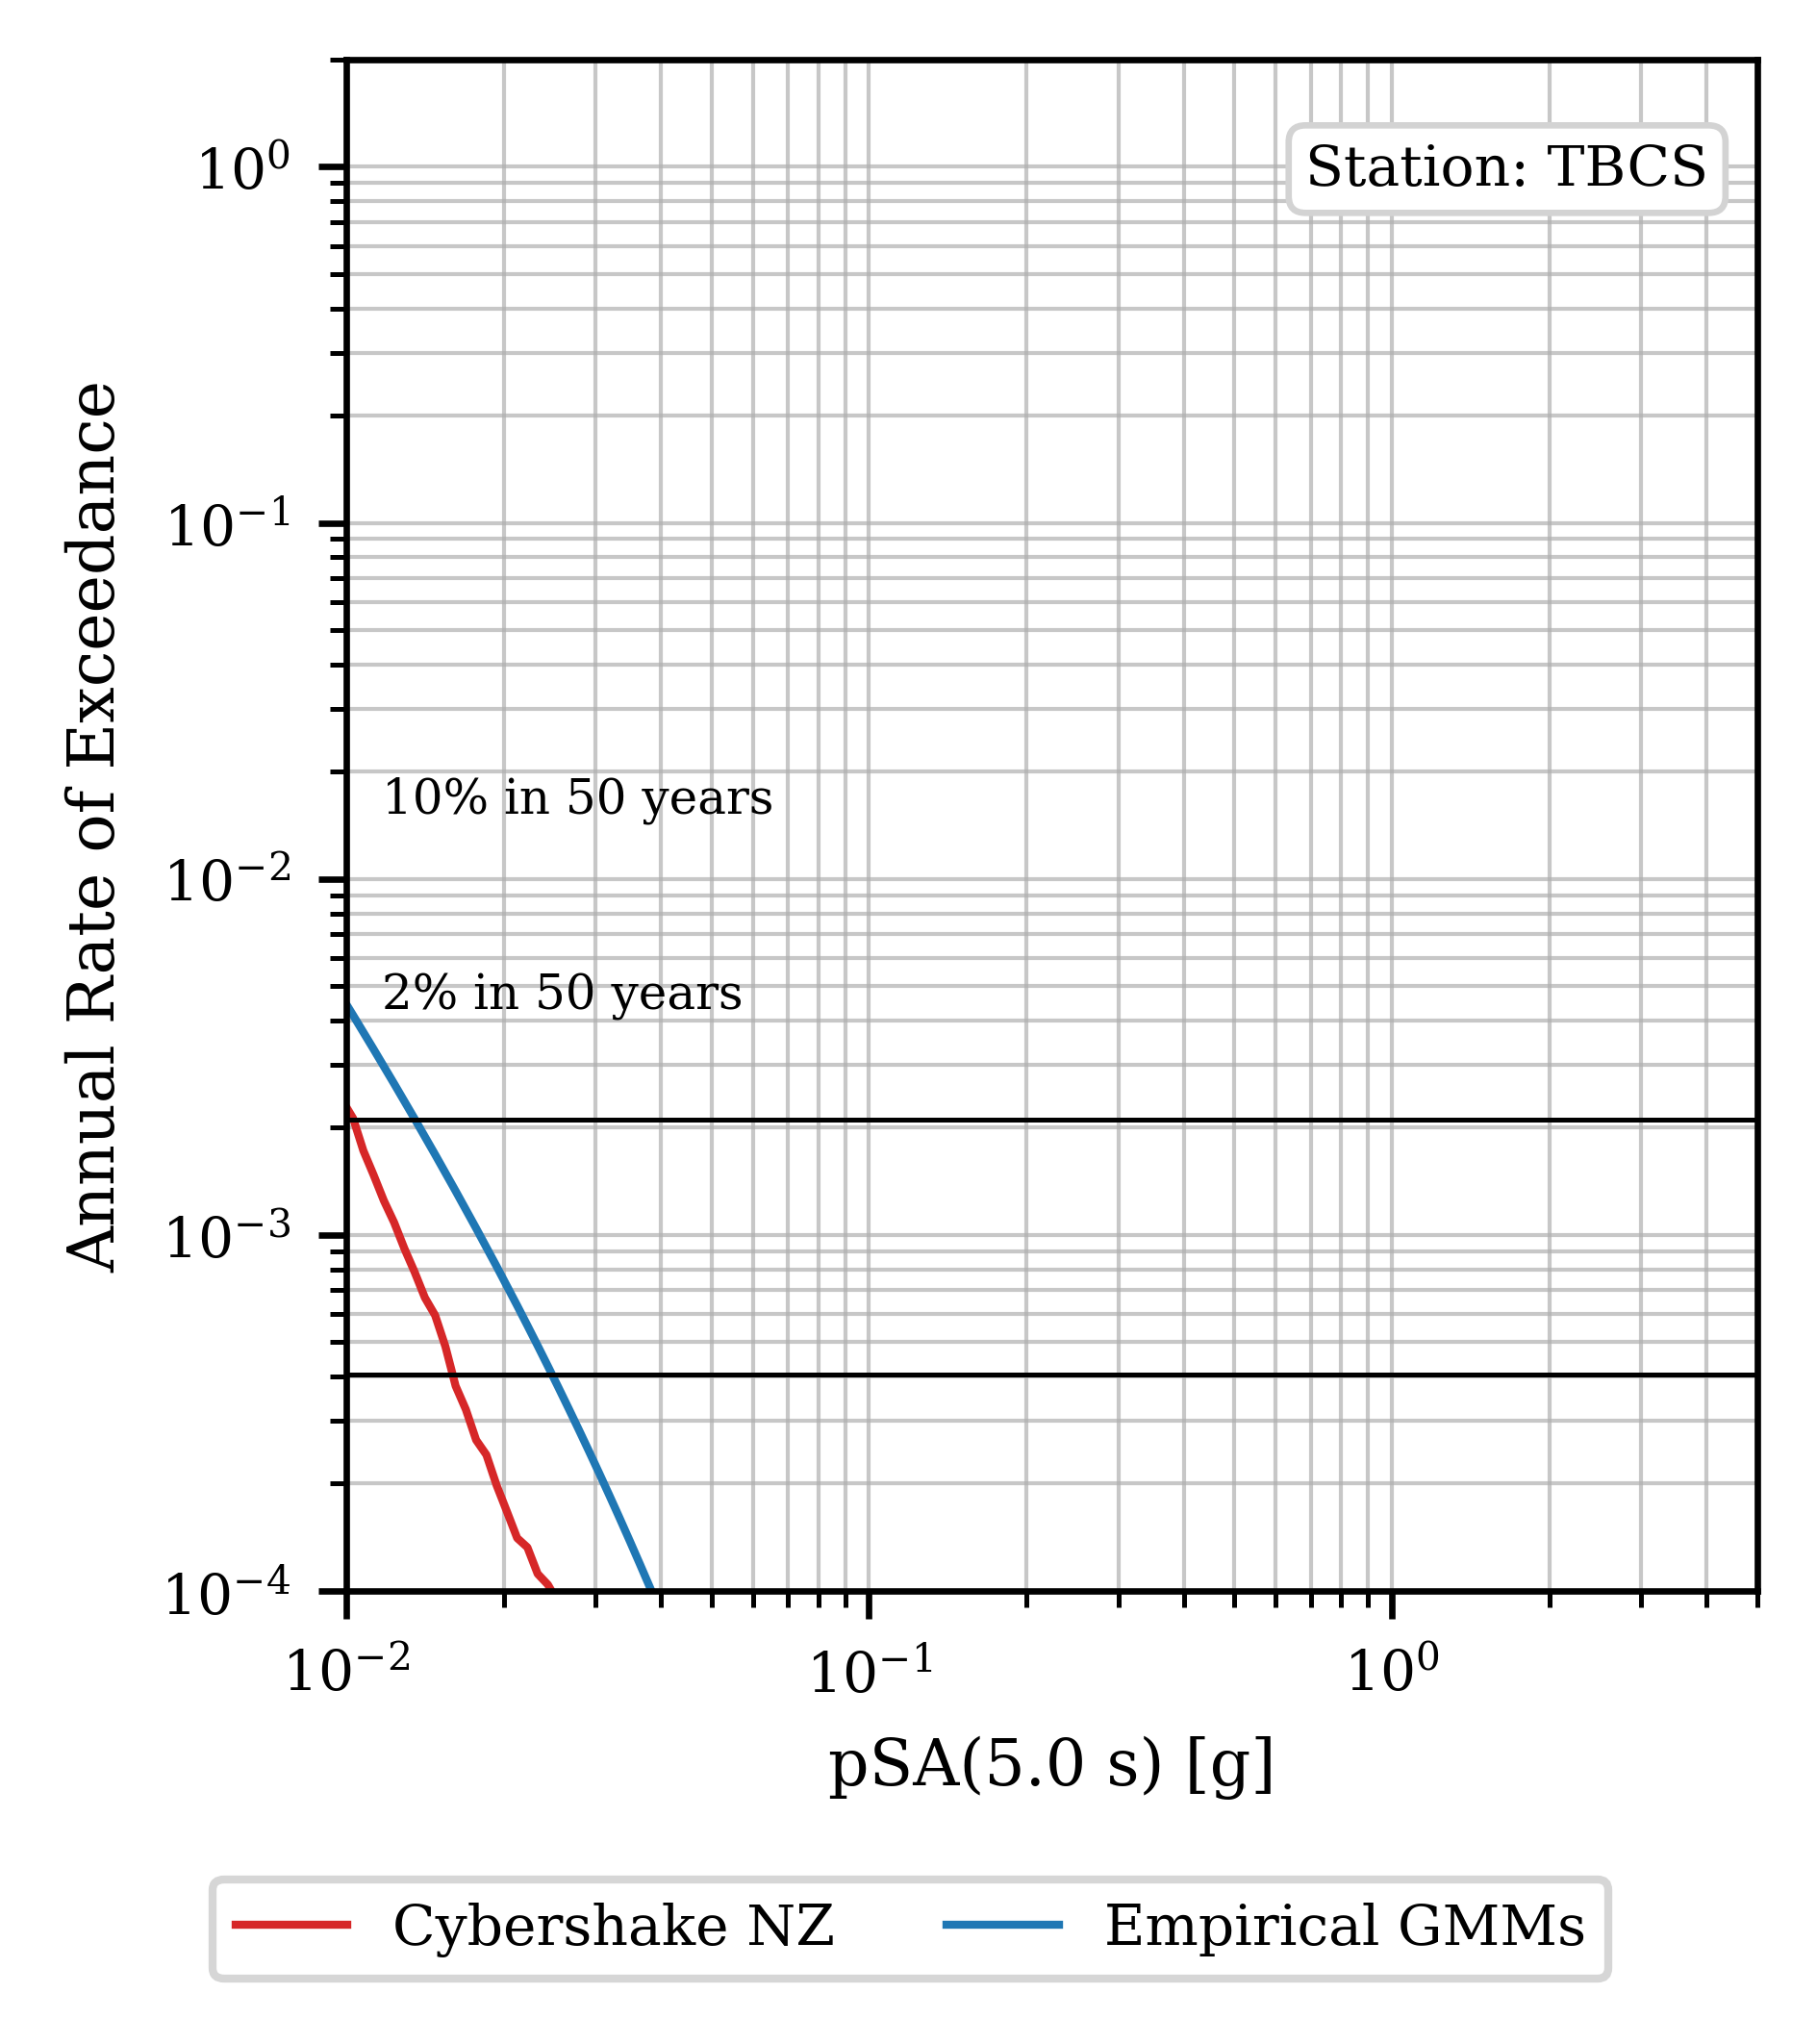 Station: TBCS
10⁰
10⁻¹
10⁻²
10⁻³
10⁻⁴
Annual Rate of Exceedance
10% in 50 years
2% in 50 years
10⁻² 10⁻¹ 10⁰
pSA(5.0 s) [g]
Cybershake NZ Empirical GMMs